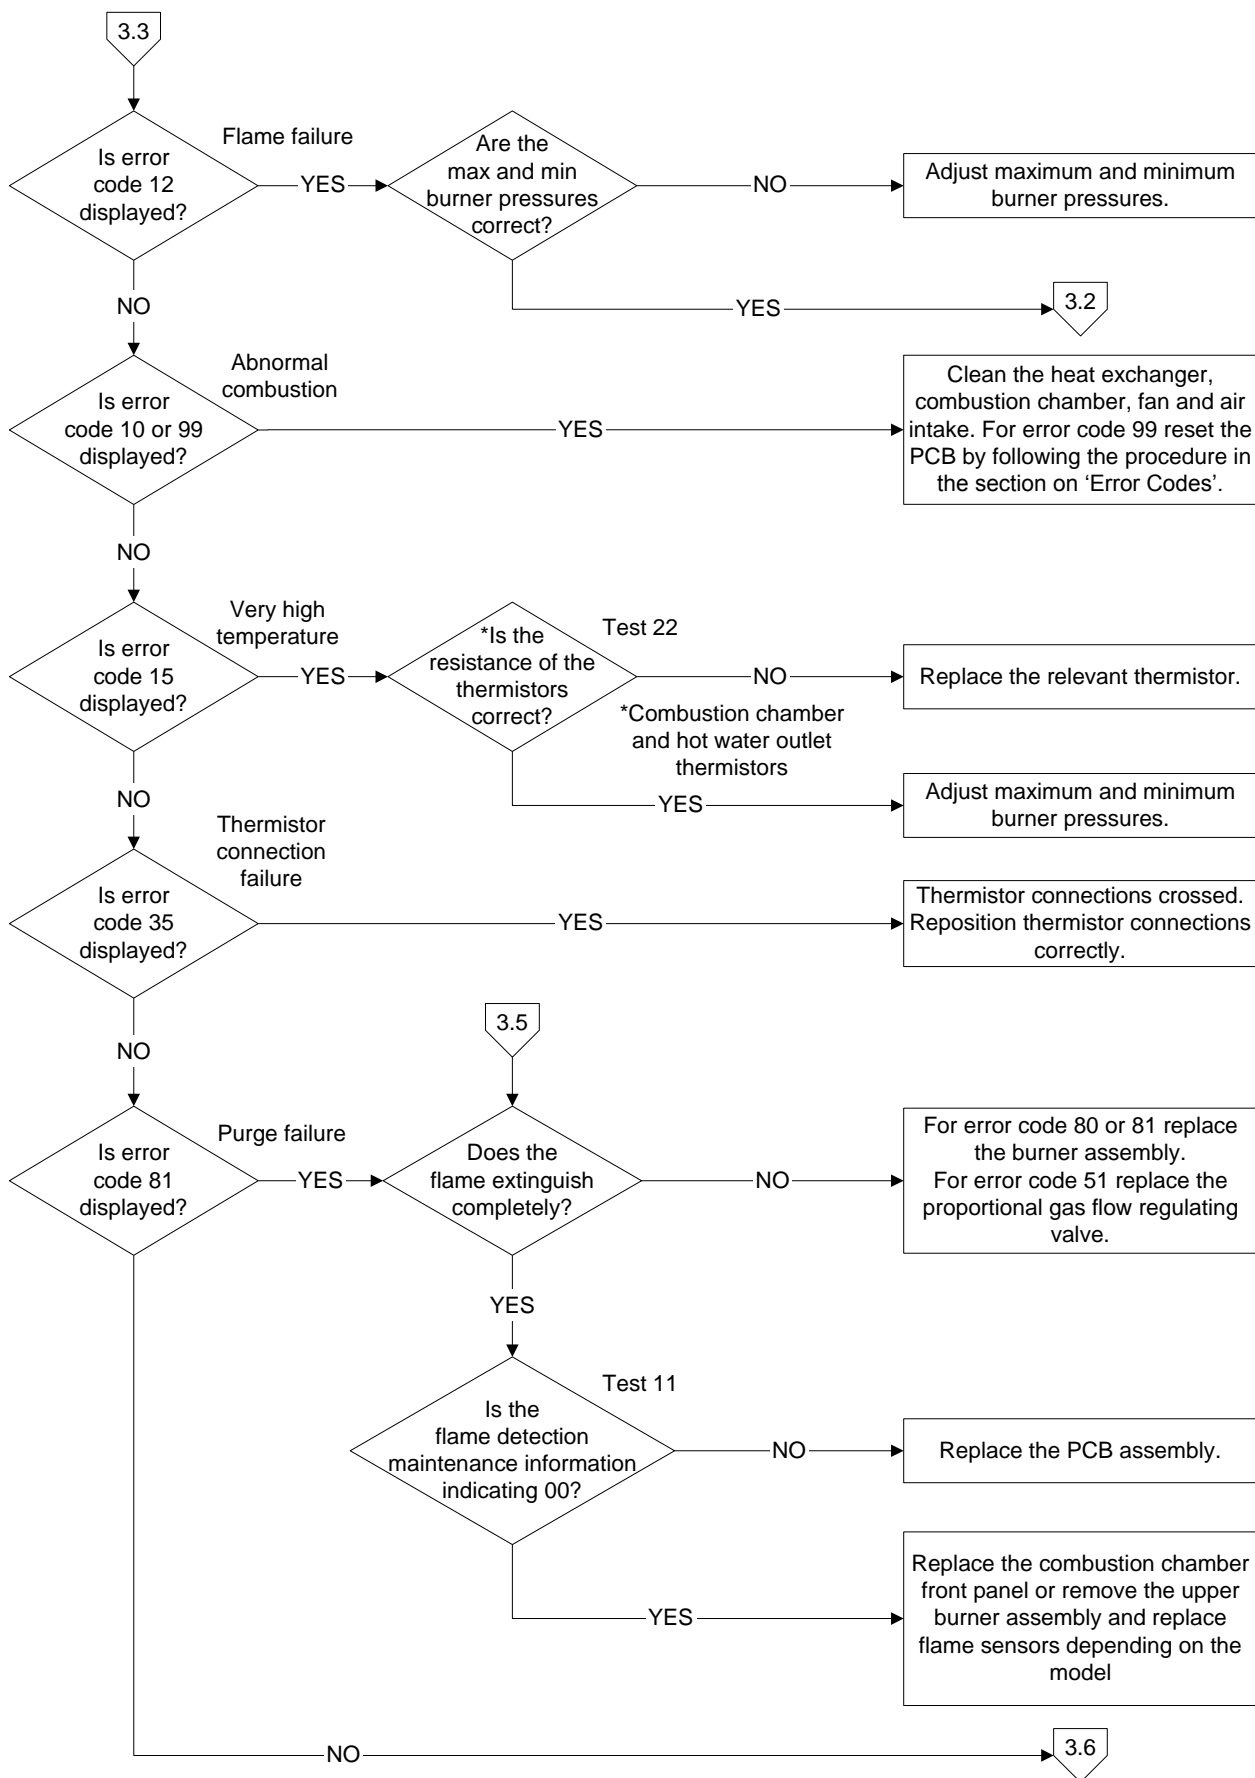 3.3
Is error
code 12
displayed?
Flame failure
YES
Are the
max and min
burner pressures
correct?
NO
Adjust maximum and minimum
burner pressures.
NO
YES
3.2
Is error
code 10 or 99
displayed?
Abnormal
combustion
YES
Clean the heat exchanger,
combustion chamber, fan and air
intake. For error code 99 reset the
PCB by following the procedure in
the section on ‘Error Codes’.
NO
Is error
code 15
displayed?
Very high
temperature
YES
*Is the
resistance of the
thermistors
correct?
Test 22
NO
Replace the relevant thermistor.
*Combustion chamber
and hot water outlet
thermistors
YES
Adjust maximum and minimum
burner pressures.
NO
Is error
code 35
displayed?
Thermistor
connection
failure
YES
Thermistor connections crossed.
Reposition thermistor connections
correctly.
NO
3.5
Is error
code 81
displayed?
Purge failure
YES
Does the
flame extinguish
completely?
NO
For error code 80 or 81 replace
the burner assembly.
For error code 51 replace the
proportional gas flow regulating
valve.
YES
Test 11
Is the
flame detection
maintenance information
indicating 00?
NO
Replace the PCB assembly.
YES
Replace the combustion chamber
front panel or remove the upper
burner assembly and replace
flame sensors depending on the
model
NO
3.6